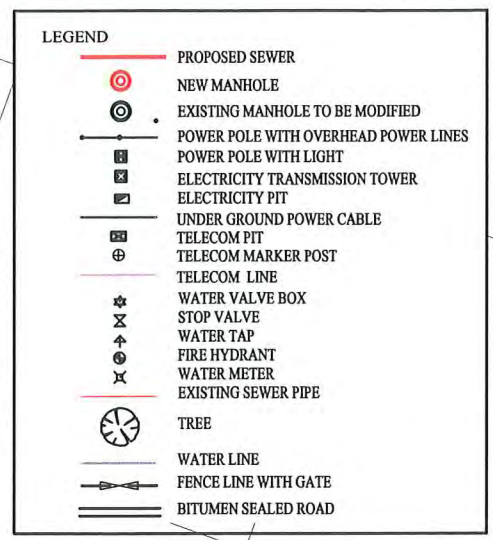 LEGEND
PROPOSED SEWER
NEW MANHOLE
EXISTING MANHOLE TO BE MODIFIED
POWER POLE WITH OVERHEAD POWER LINES
POWER POLE WITH LIGHT
ELECTRICITY TRANSMISSION TOWER
ELECTRICITY PIT
UNDER GROUND POWER CABLE
TELECOM PIT
TELECOM MARKER POST
TELECOM LINE
WATER VALVE BOX
STOP VALVE
WATER TAP
FIRE HYDRANT
WATER METER
EXISTING SEWER PIPE
TREE
WATER LINE
FENCE LINE WITH GATE
BITUMEN SEALED ROAD